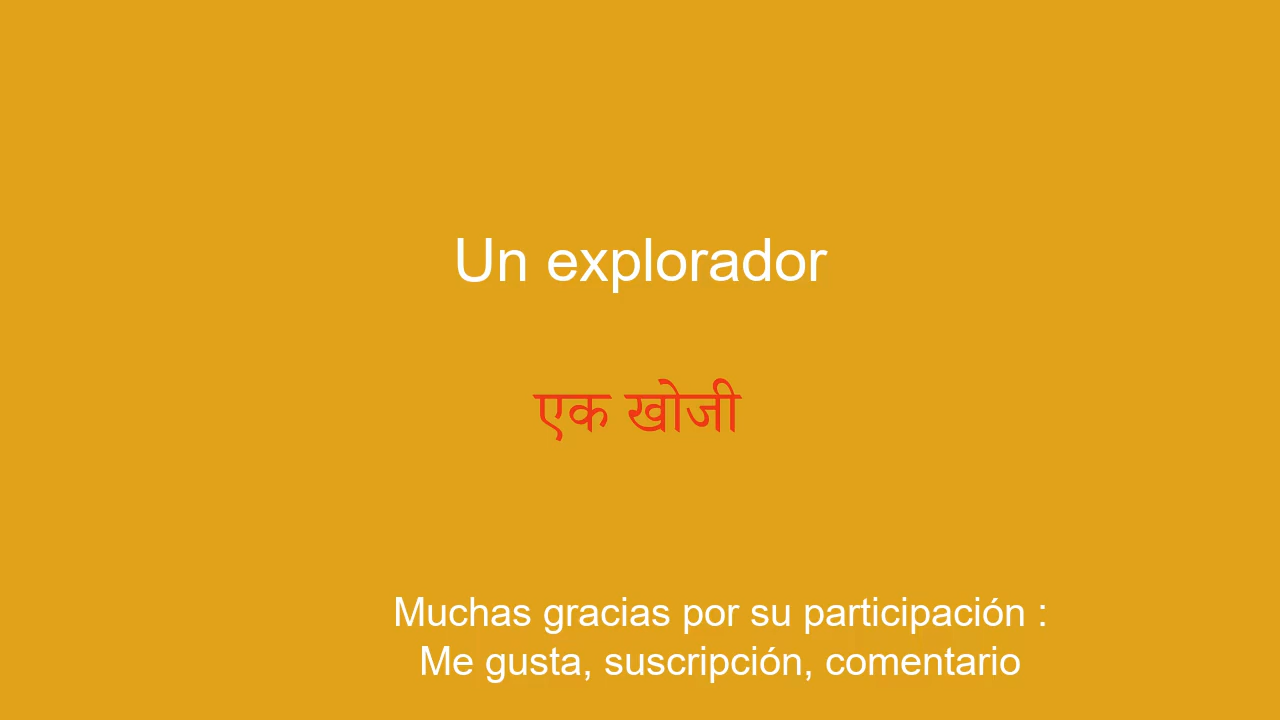 Un explorador
एक खोजी
Muchas gracias por su participación :
Me gusta, suscripción, comentario